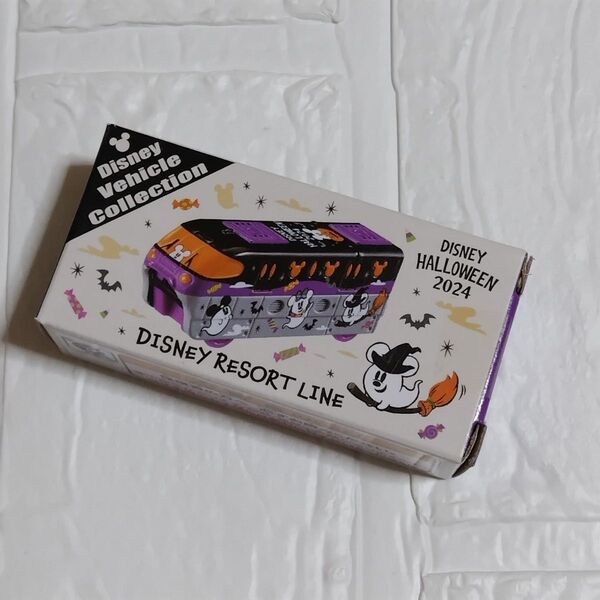 Disney
Vehicle
Collection
DISNEY
HALLOWEEN
2024
DISNEY RESORT LINE